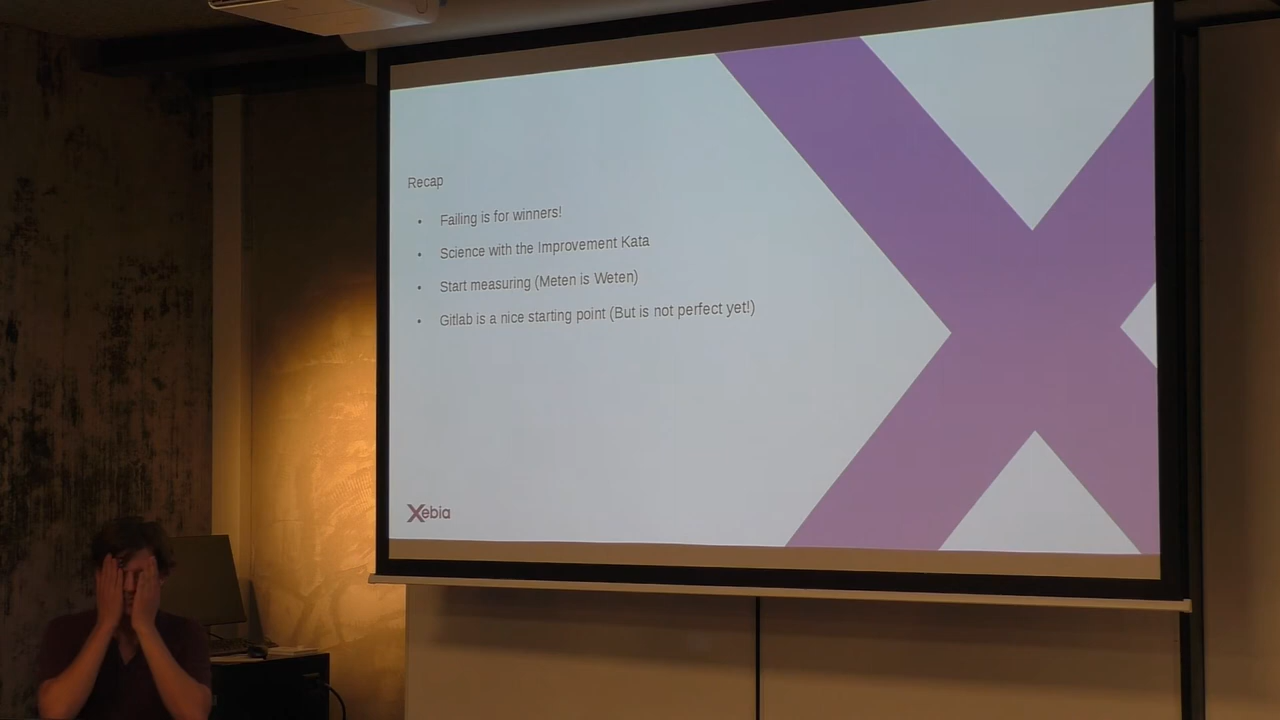 Recap
• Failing is for winners!
• Science with the Improvement Kata
• Start measuring (Meten is Weten)
• Gitlab is a nice starting point (But is not perfect yet!)
Xebia